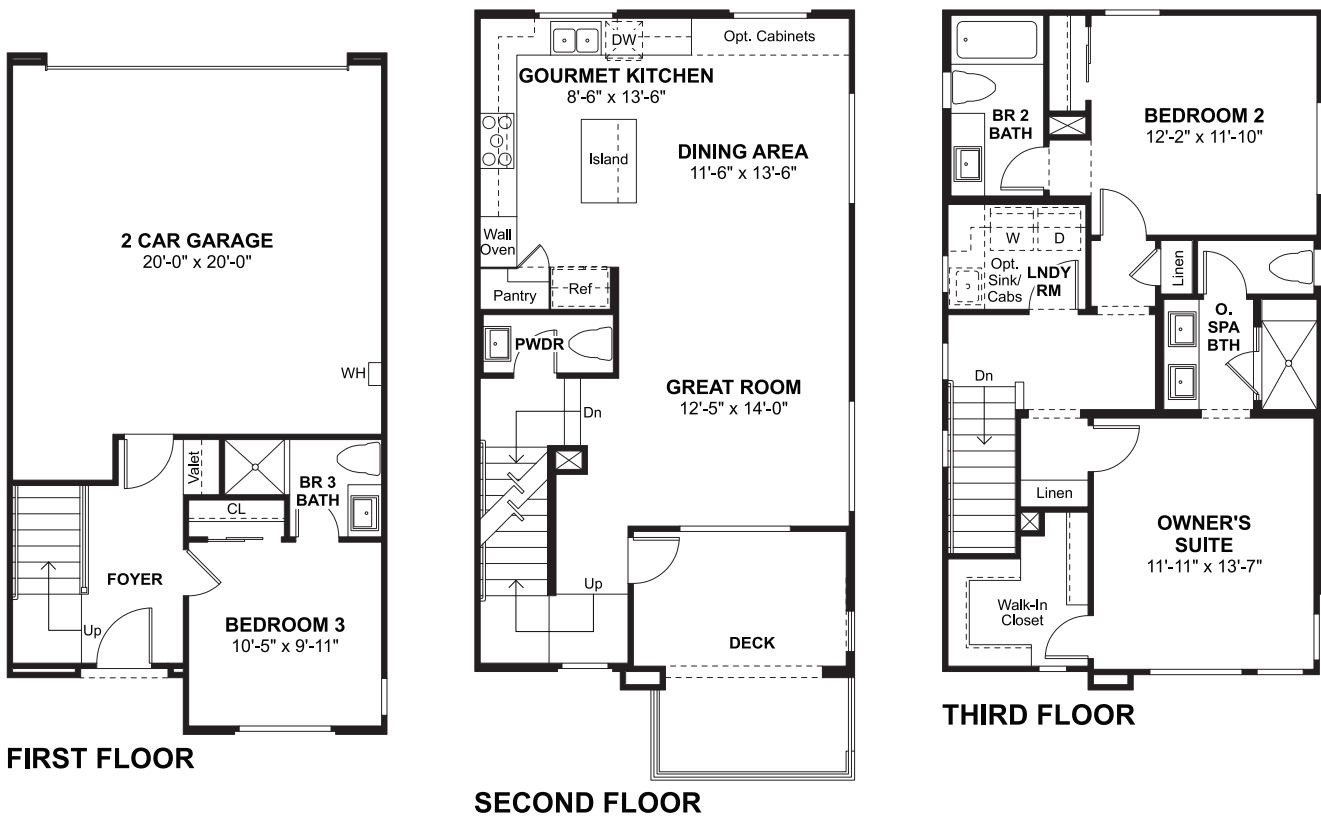 2 CAR GARAGE
20'-0" x 20'-0"
WH
Valet
BR 3
BATH
CL
FOYER
Up
BEDROOM 3
10'-5" x 9'-11"
FIRST FLOOR
DW
Opt. Cabinets
GOURMET KITCHEN
8'-6" x 13'-6"
Island
DINING AREA
11'-6" x 13'-6"
Wall
Oven
Pantry
Ref
PWDR
GREAT ROOM
12'-5" x 14'-0"
Dn
Up
DECK
SECOND FLOOR
BR 2
BATH
BEDROOM 2
12'-2" x 11'-10"
W
D
Opt.
Sink/
Cabs
LNDY
RM
Linen
O.
SPA
BTH
Dn
Linen
OWNER'S
SUITE
11'-11" x 13'-7"
Walk-In
Closet
THIRD FLOOR